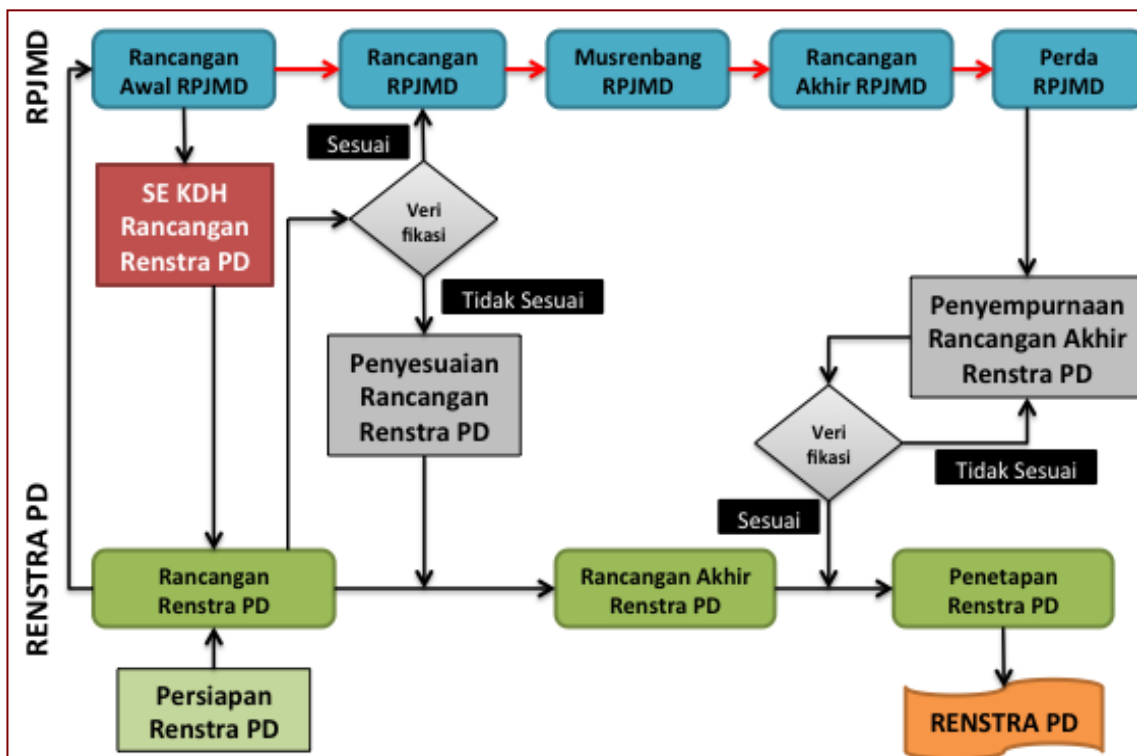 RPJMD
Rancangan
Awal RPJMD
Rancangan
RPJMD
Musrenbang
RPJMD
Rancangan
Akhir RPJMD
Perda
RPJMD
Sesuai
SE KDH
Rancangan
Renstra PD
Veri
fikasi
Tidak Sesuai
Penyesuaian
Rancangan
Renstra PD
Penyempurnaan
Rancangan Akhir
Renstra PD
Veri
fikasi
Tidak Sesuai
Sesuai
RENSTRA PD
Rancangan
Renstra PD
Rancangan Akhir
Renstra PD
Penetapan
Renstra PD
Persiapan
Renstra PD
RENSTRA PD